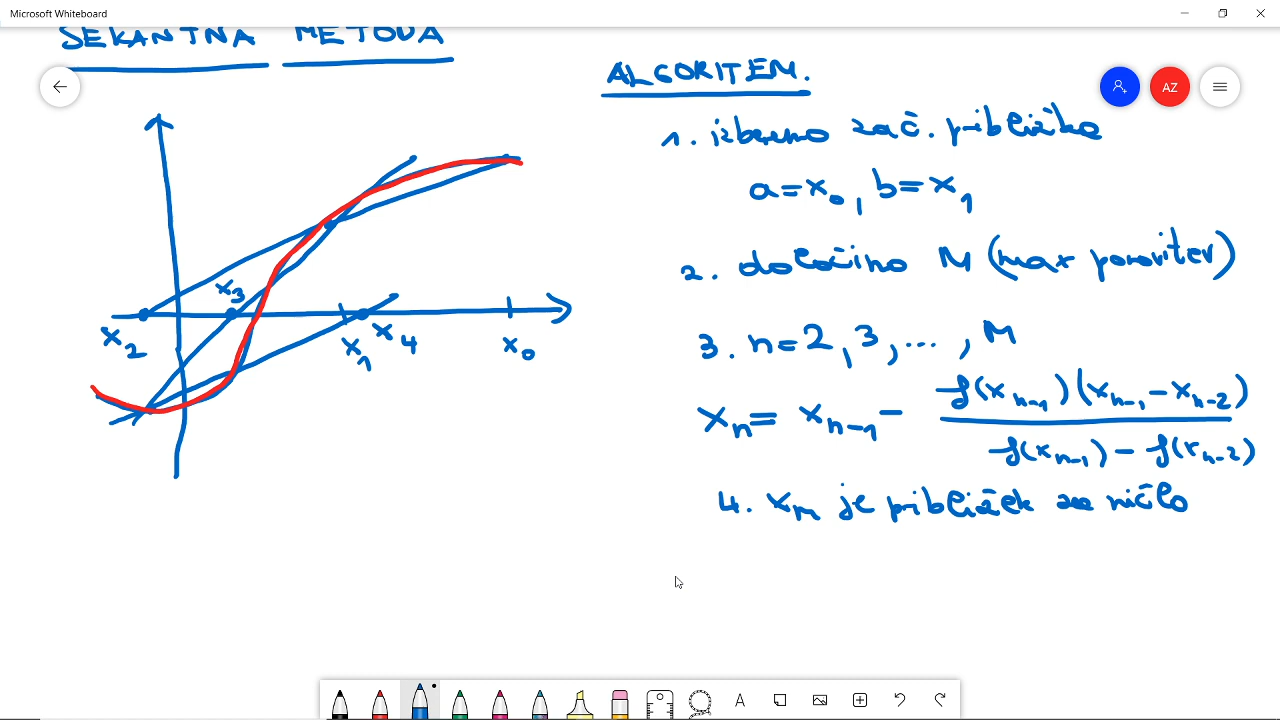 Microsoft Whiteboard
SEKANTNA METODA
AZ
ALGORITEM.
1. izberemo zač. približka
a=x₀, b=x₁
2. določimo M (max ponovitev)
3. n=2,3,...,M
xₙ = xₙ₋₁ - f(xₙ₋₁)(xₙ₋₁-xₙ₋₂) / f(xₙ₋₁) - f(xₙ₋₂)
4. xₘ je približek za ničlo
x₃
x₂
x₁
x₄
x₀
A